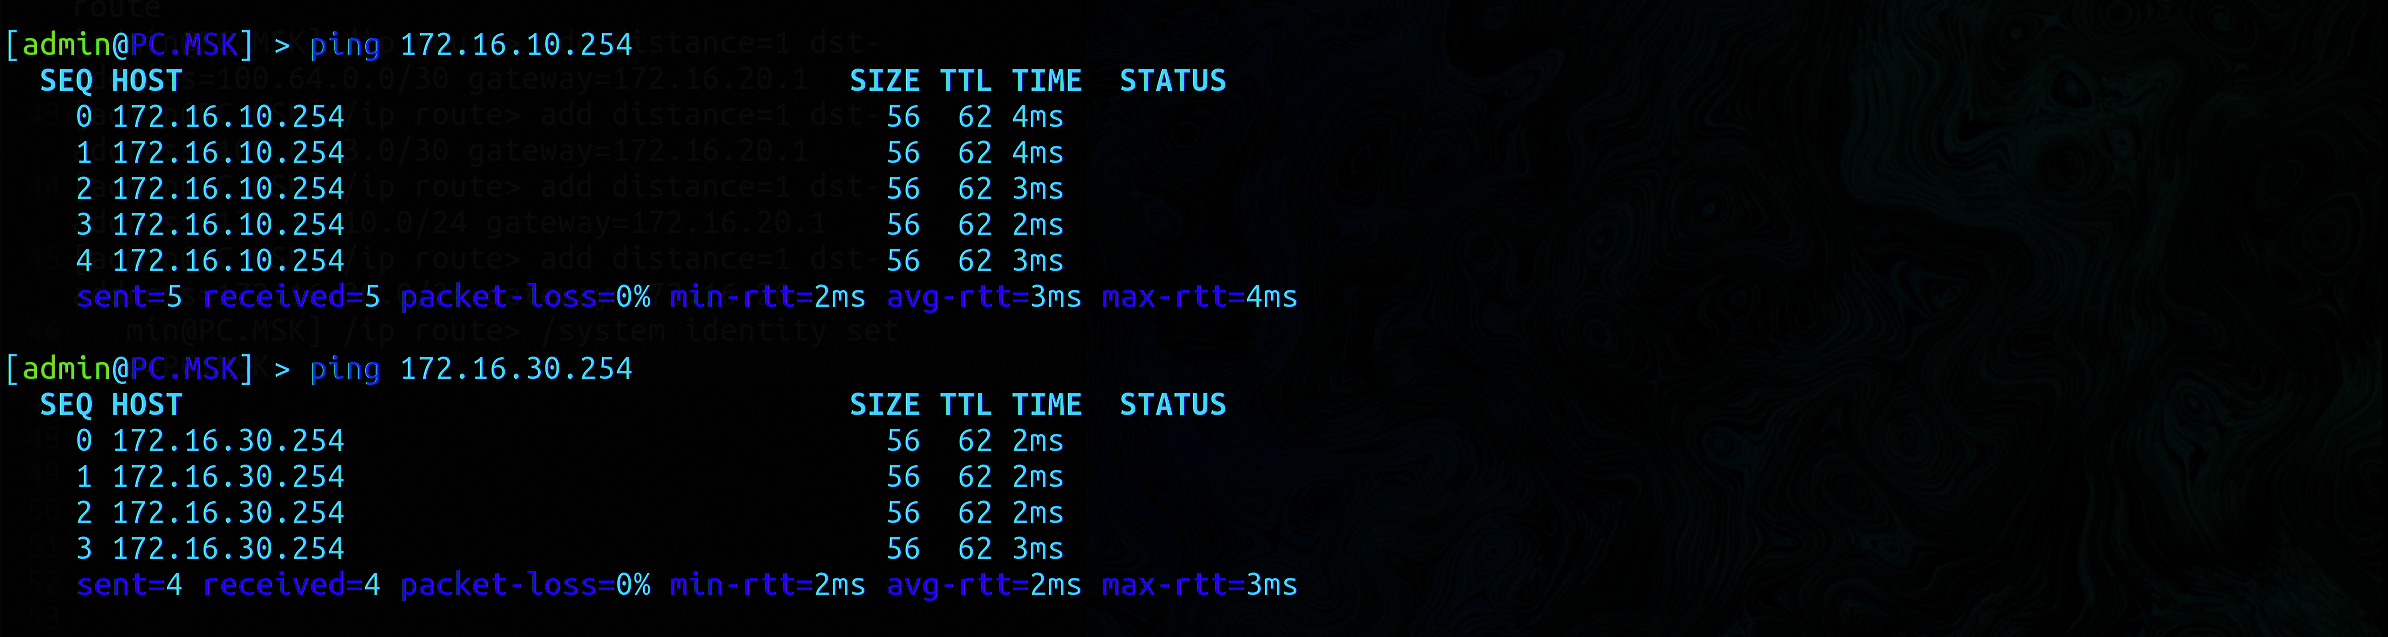 route
[admin@PC.MSK] > ping 172.16.10.254
SEQ HOST SIZE TTL TIME STATUS
0 172.16.10.254 56 62 4ms
1 172.16.10.254 56 62 4ms
2 172.16.10.254 56 62 3ms
3 172.16.10.254 56 62 2ms
4 172.16.10.254 56 62 3ms
sent=5 received=5 packet-loss=0% min-rtt=2ms avg-rtt=3ms max-rtt=4ms
[admin@PC.MSK] > ping 172.16.30.254
SEQ HOST SIZE TTL TIME STATUS
0 172.16.30.254 56 62 2ms
1 172.16.30.254 56 62 2ms
2 172.16.30.254 56 62 2ms
3 172.16.30.254 56 62 3ms
sent=4 received=4 packet-loss=0% min-rtt=2ms avg-rtt=2ms max-rtt=3ms